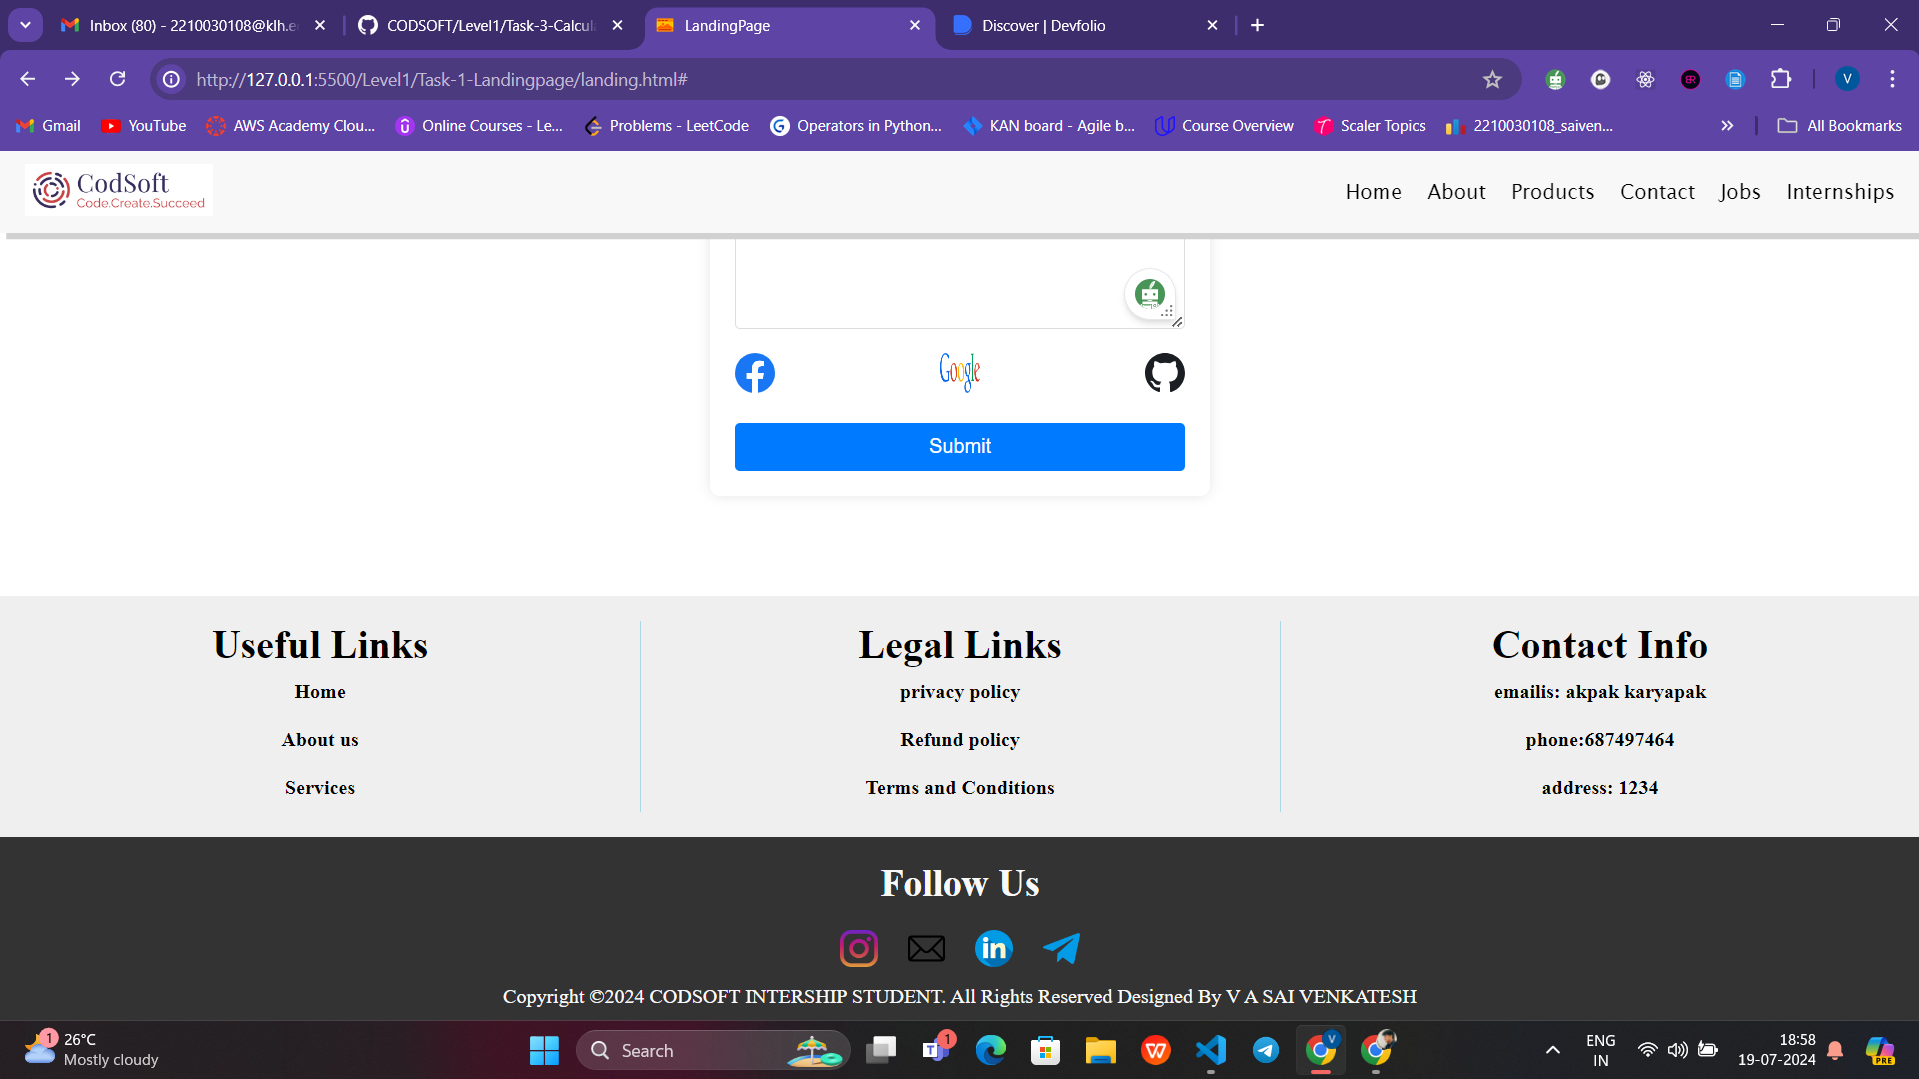 Inbox (80) - 2210030108@klh.e
CODSOFT/Level1/Task-3-Calcul
LandingPage
Discover | Devfolio
http://127.0.0.1:5500/Level1/Task-1-Landingpage/landing.html#
V
Gmail
YouTube
AWS Academy Clou...
Online Courses - Le...
Problems - LeetCode
Operators in Python...
KAN board - Agile b...
Course Overview
Scaler Topics
2210030108_saiven...
All Bookmarks
CodSoft
Code.Create.Succeed
Home
About
Products
Contact
Jobs
Internships
Google
Submit
Useful Links
Home
About us
Services
Legal Links
privacy policy
Refund policy
Terms and Conditions
Contact Info
emailis: akpak karyapak
phone:687497464
address: 1234
Follow Us
Copyright ©2024 CODSOFT INTERSHIP STUDENT. All Rights Reserved Designed By V A SAI VENKATESH
1
26°C
Mostly cloudy
Search
1
V
ENG
IN
18:58
19-07-2024
PRE